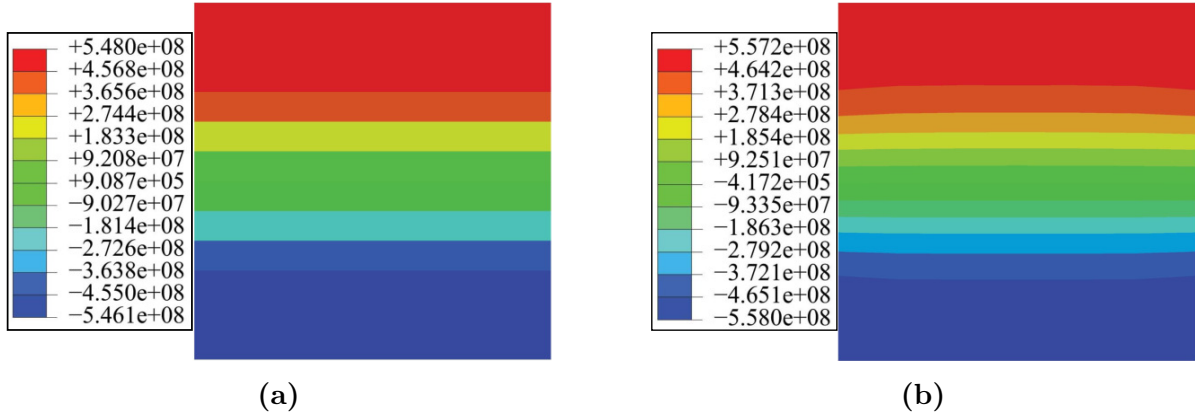 +5.480e+08
+4.568e+08
+3.656e+08
+2.744e+08
+1.833e+08
+9.208e+07
+9.087e+05
−9.027e+07
−1.814e+08
−2.726e+08
−3.638e+08
−4.550e+08
−5.461e+08
(a)
+5.572e+08
+4.642e+08
+3.713e+08
+2.784e+08
+1.854e+08
+9.251e+07
−4.172e+05
−9.335e+07
−1.863e+08
−2.792e+08
−3.721e+08
−4.651e+08
−5.580e+08
(b)